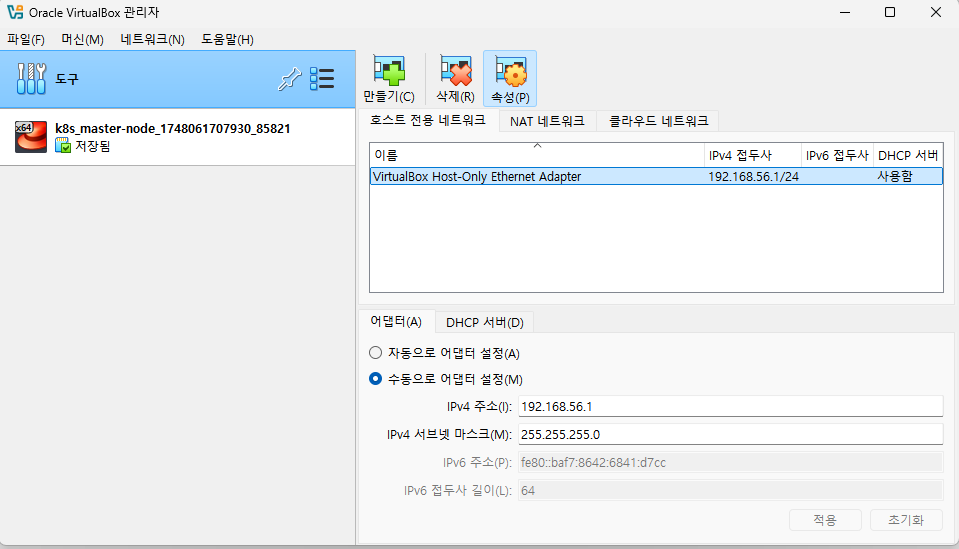 Oracle VirtualBox 관리자
파일(F) 머신(M) 네트워크(N) 도움말(H)
도구
x64
k8s_master-node_1748061707930_85821
저장됨
만들기(C) 삭제(R) 속성(P)
호스트 전용 네트워크 NAT 네트워크 클라우드 네트워크
이름 IPv4 접두사 IPv6 접두사 DHCP 서버
VirtualBox Host-Only Ethernet Adapter 192.168.56.1/24 사용함
어댑터(A) DHCP 서버(D)
자동으로 어댑터 설정(A)
수동으로 어댑터 설정(M)
IPv4 주소(I): 192.168.56.1
IPv4 서브넷 마스크(M): 255.255.255.0
IPv6 주소(P): fe80::baf7:8642:6841:d7cc
IPv6 접두사 길이(L): 64
적용 초기화